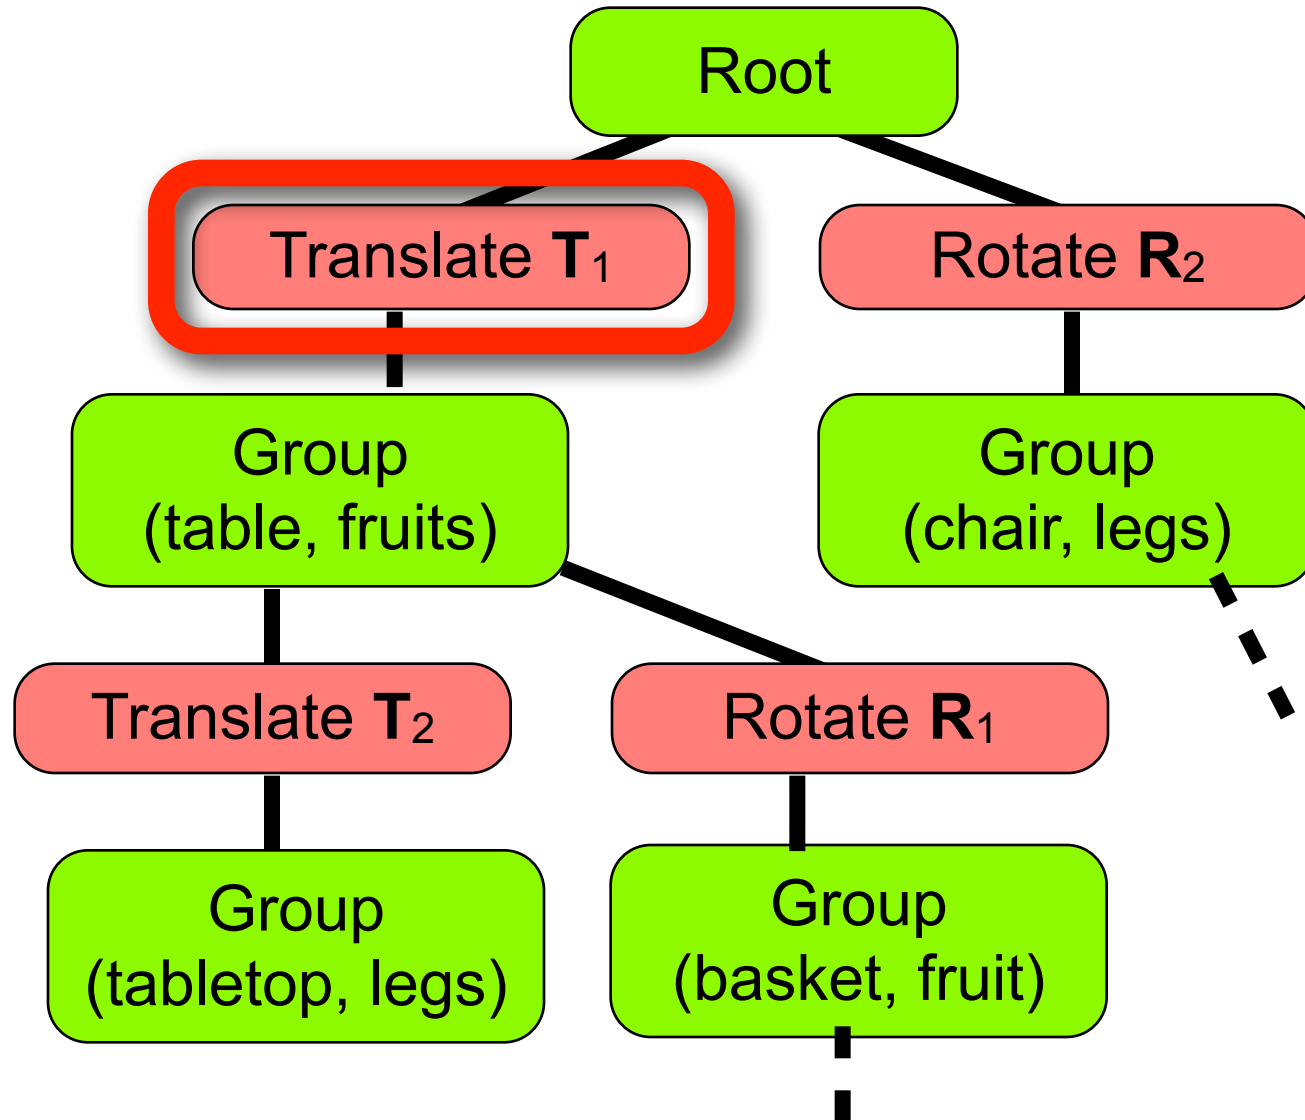 Root
Translate T₁
Rotate R₂
Group
(table, fruits)
Group
(chair, legs)
Translate T₂
Rotate R₁
Group
(tabletop, legs)
Group
(basket, fruit)